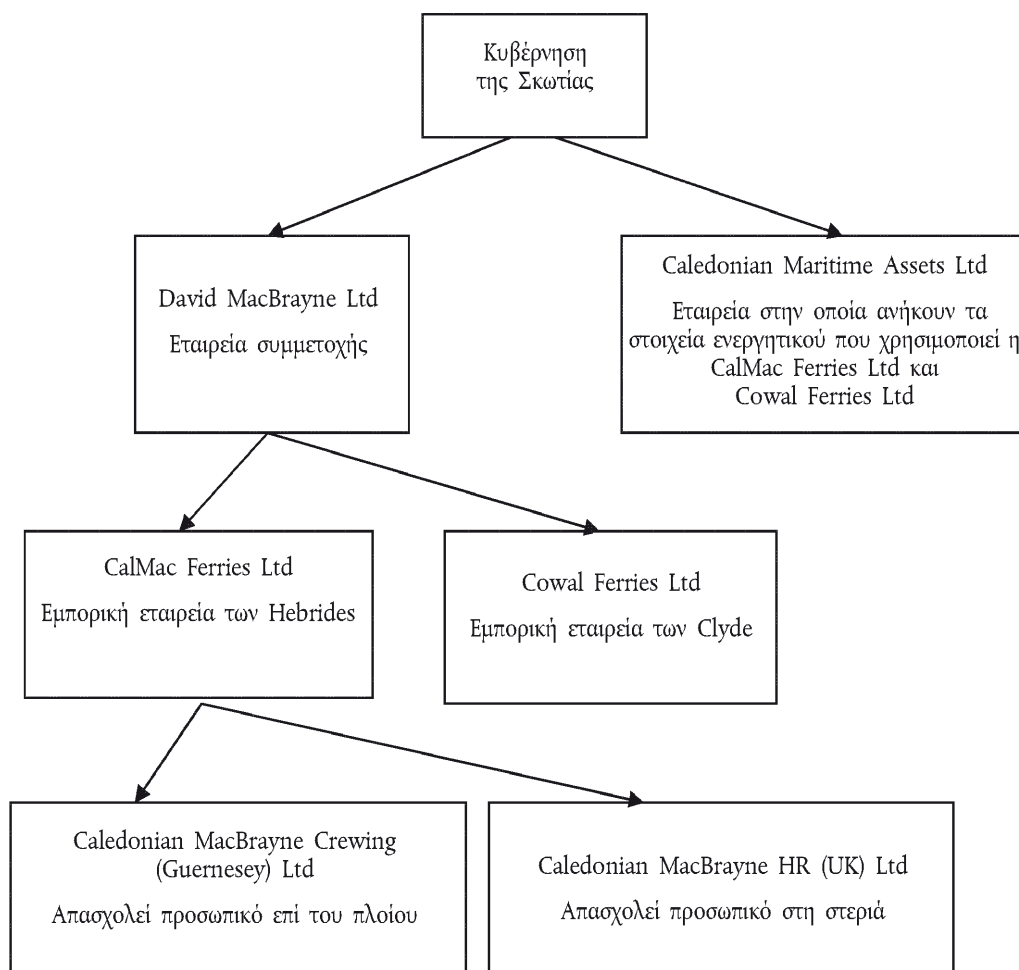 Κυβέρνηση
της Σκωτίας
David MacBrayne Ltd
Εταιρεία συμμετοχής
Caledonian Maritime Assets Ltd
Εταιρεία στην οποία ανήκουν τα
στοιχεία ενεργητικού που χρησιμοποιεί η
CalMac Ferries Ltd και
Cowal Ferries Ltd
CalMac Ferries Ltd
Εμπορική εταιρεία των Hebrides
Cowal Ferries Ltd
Εμπορική εταιρεία των Clyde
Caledonian MacBrayne Crewing
(Guernesey) Ltd
Απασχολεί προσωπικό επί του πλοίου
Caledonian MacBrayne HR (UK) Ltd
Απασχολεί προσωπικό στη στεριά